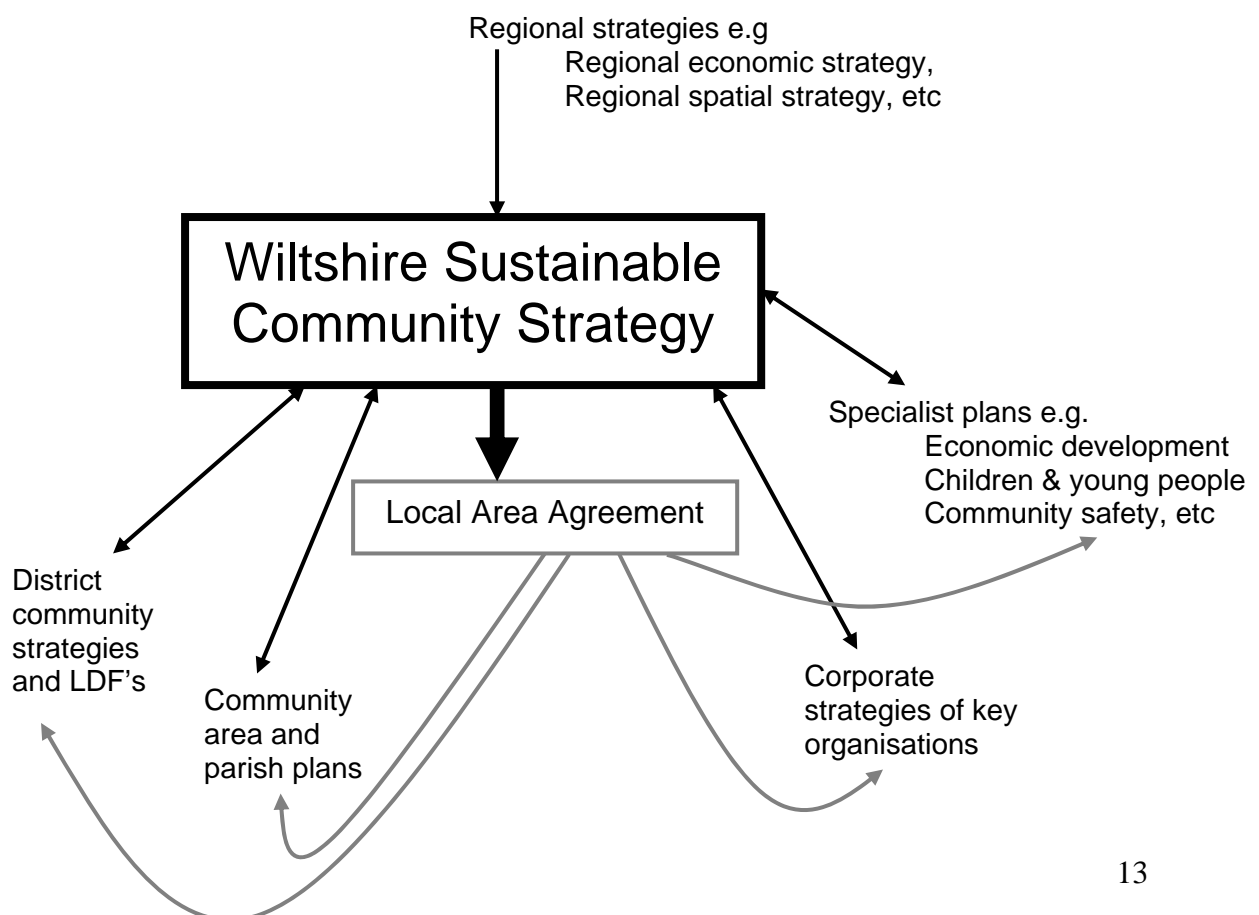 Regional strategies e.g
Regional economic strategy,
Regional spatial strategy, etc
Wiltshire Sustainable
Community Strategy
Specialist plans e.g.
Economic development
Children & young people
Community safety, etc
Local Area Agreement
District
community
strategies
and LDF's
Community
area and
parish plans
Corporate
strategies of key
organisations
13